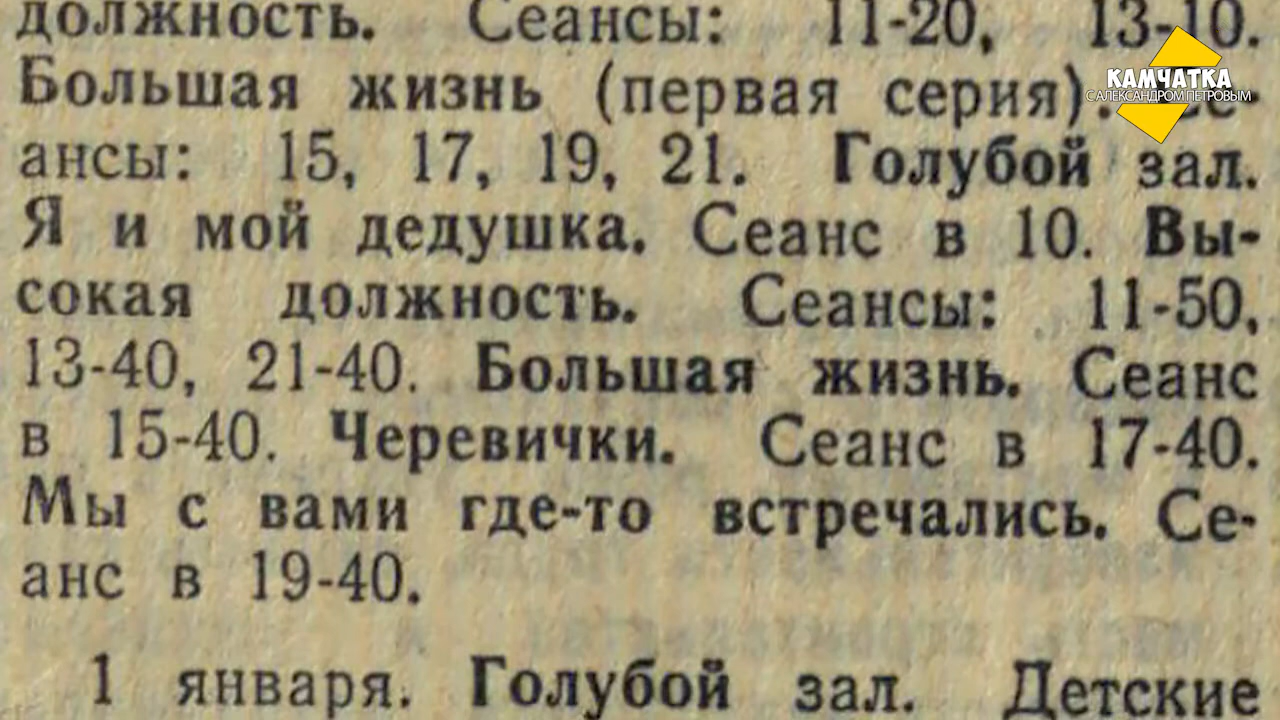 должность. Сеансы: 11-20, 13-10.
Большая жизнь (первая серия). Се-
ансы: 15, 17, 19, 21. Голубой зал.
Я и мой дедушка. Сеанс в 10. Вы-
сокая должность. Сеансы: 11-50,
13-40, 21-40. Большая жизнь. Сеанс
в 15-40. Черевички. Сеанс в 17-40.
Мы с вами где-то встречались. Се-
анс в 19-40.
1 января. Голубой зал. Детские
КАМЧАТКА
С АЛЕКСАНДРОМ ПЕТРОВЫМ